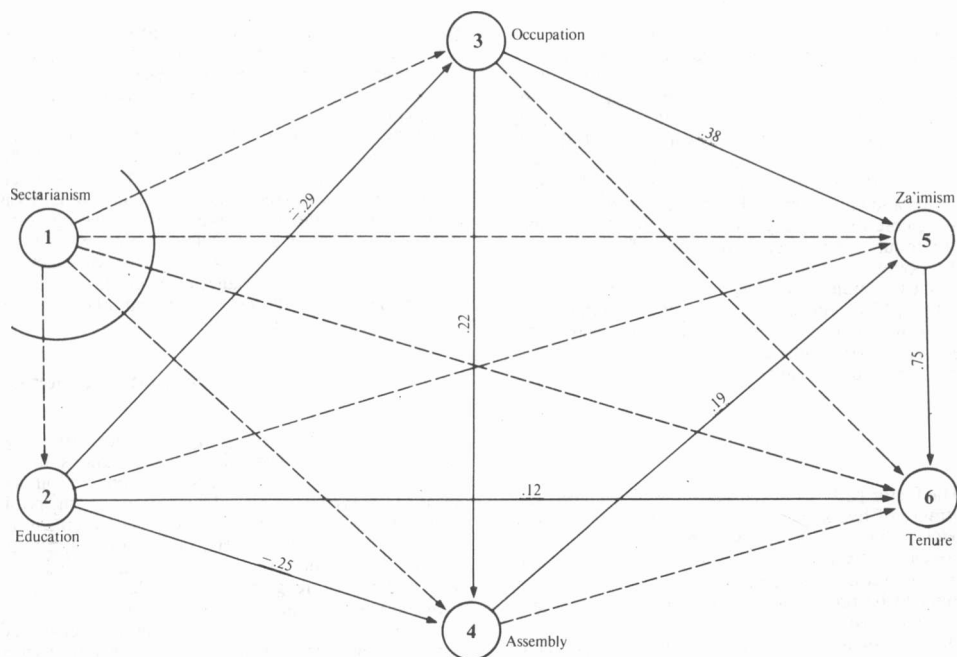 3
Occupation
.38
Sectarianism
Za'imism
1
5
-.29
.22
.75
.19
2
.12
6
Education
Tenure
-.25
4
Assembly